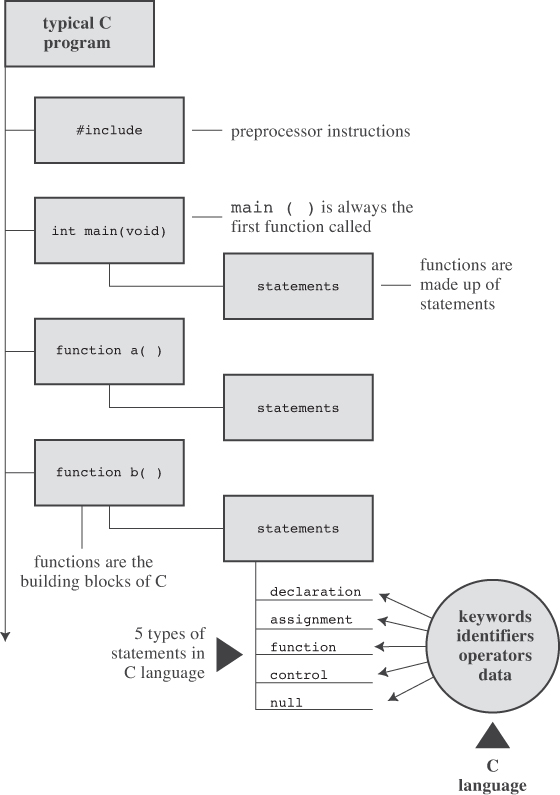 typical C
program
#include
preprocessor instructions
int main(void)
main ( ) is always the
first function called
statements
functions are
made up of
statements
function a( )
statements
function b( )
statements
functions are the
building blocks of C
5 types of
statements in
C language
declaration
assignment
function
control
null
keywords
identifiers
operators
data
C
language